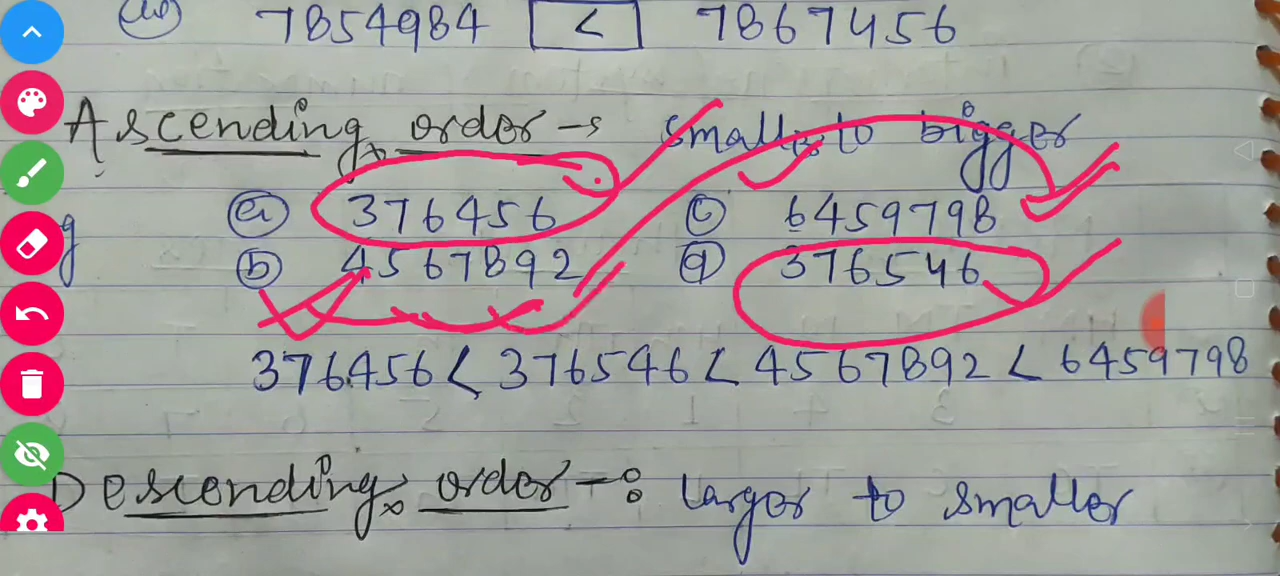 (iii) 7854984 < 7867456
Ascending order → smaller to bigger
(a) 376456 (c) 6459798
(b) 4567892 (d) 376546
376456 < 376546 < 4567892 < 6459798
Descending order -: larger to smaller